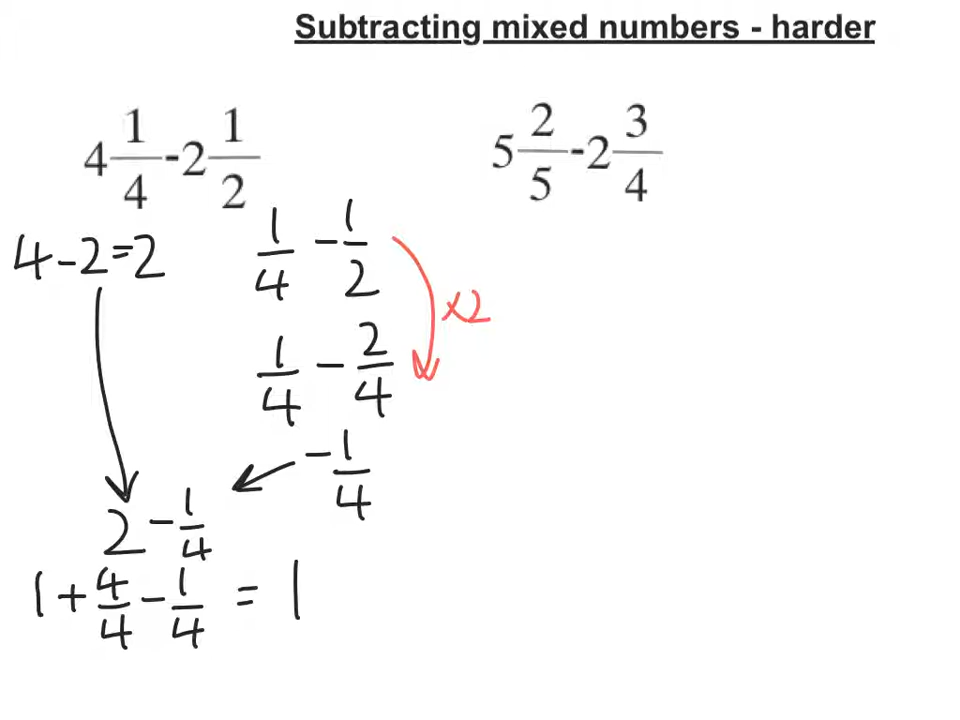 Subtracting mixed numbers - harder
4 1/4 - 2 1/2
5 2/5 - 2 3/4
4 - 2 = 2
1/4 - 1/2
×2
1/4 - 2/4
- 1/4
2 - 1/4
1 + 4/4 - 1/4 = 1